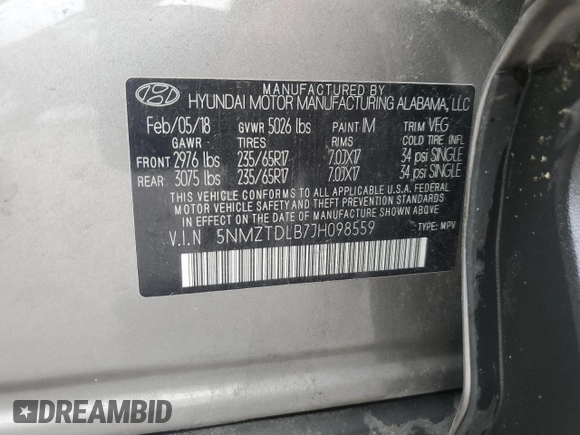 MANUFACTURED BY
HYUNDAI MOTOR MANUFACTURING ALABAMA, LLC
Feb/05/18 GVWR 5026 lbs PAINT IM TRIM VEG
GAWR TIRES RIMS COLD TIRE INFL
FRONT 2976 lbs 235/65R17 7.0JX17 34 psi SINGLE
REAR 3075 lbs 235/65R17 7.0JX17 34 psi SINGLE
THIS VEHICLE CONFORMS TO ALL APPLICABLE U.S.A. FEDERAL
MOTOR VEHICLE SAFETY AND THEFT PREVENTION STANDARDS
IN EFFECT ON THE DATE OF MANUFACTURE SHOWN ABOVE.
V.I.N 5NMZTDLB7JH098559 TYPE: MPV
DREAMBID